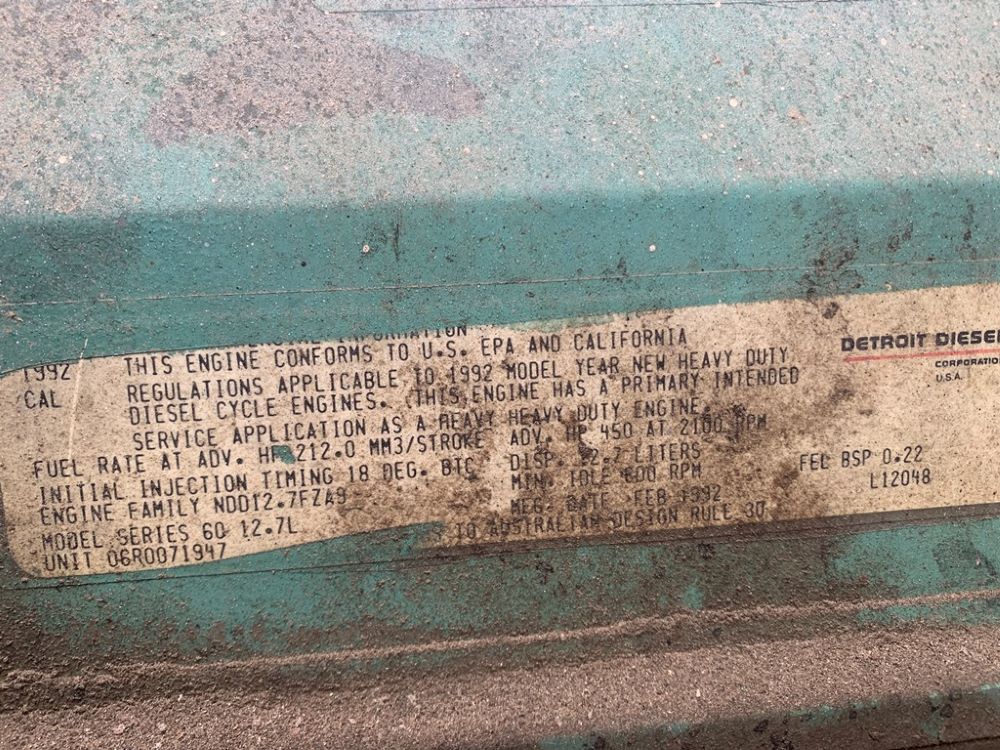 INFORMATION
1992 THIS ENGINE CONFORMS TO U.S. EPA AND CALIFORNIA
CAL REGULATIONS APPLICABLE TO 1992 MODEL YEAR NEW HEAVY DUTY
DIESEL CYCLE ENGINES. (THIS ENGINE HAS A PRIMARY INTENDED
SERVICE APPLICATION AS A HEAVY HEAVY DUTY ENGINE.
FUEL RATE AT ADV. HP 212.0 MM3/STROKE ADV. HP 450 AT 2100 RPM
INITIAL INJECTION TIMING 18 DEG. BTC DISP. 12.7 LITERS
ENGINE FAMILY NDD12.7FZA9 MIN. IDLE 600 RPM
MODEL SERIES 60 12.7L MFG. DATE FEB 1992
UNIT 06R0071947 TO AUSTRALIAN DESIGN RULE 30
FEL BSP 0.22
L12048
DETROIT DIESEL
CORPORATION
U.S.A.